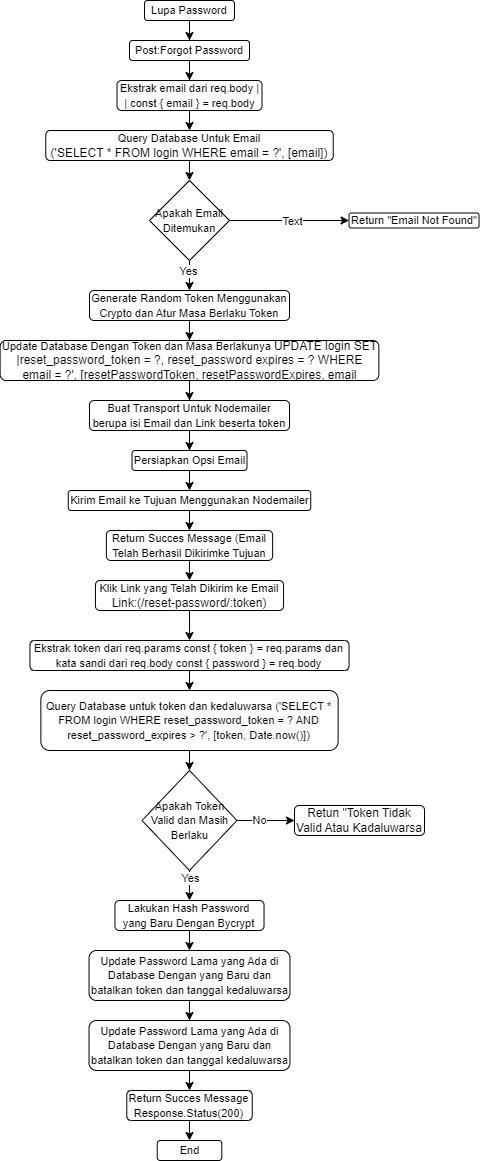 Lupa Password
Post:Forgot Password
Ekstrak email dari req.body |
| const { email } = req.body
Query Database Untuk Email
('SELECT * FROM login WHERE email = ?', [email])
Apakah Email
Ditemukan
Text
Return "Email Not Found"
Yes
Generate Random Token Menggunakan
Crypto dan Atur Masa Berlaku Token
Update Database Dengan Token dan Masa Berlakunya UPDATE login SET
|reset_password_token = ?, reset_password expires = ? WHERE
email = ?', [resetPasswordToken, resetPasswordExpires, email
Buat Transport Untuk Nodemailer
berupa isi Email dan Link beserta token
Persiapkan Opsi Email
Kirim Email ke Tujuan Menggunakan Nodemailer
Return Succes Message (Email
Telah Berhasil Dikirimke Tujuan
Klik Link yang Telah Dikirim ke Email
Link:(/reset-password/:token)
Ekstrak token dari req.params const { token } = req.params dan
kata sandi dari req.body const { password } = req.body
Query Database untuk token dan kedaluwarsa ('SELECT *
FROM login WHERE reset_password_token = ? AND
reset_password_expires > ?', [token, Date.now()])
Apakah Token
Valid dan Masih
Berlaku
No
Retun "Token Tidak
Valid Atau Kadaluwarsa
Yes
Lakukan Hash Password
yang Baru Dengan Bycrypt
Update Password Lama yang Ada di
Database Dengan yang Baru dan
batalkan token dan tanggal kedaluwarsa
Update Password Lama yang Ada di
Database Dengan yang Baru dan
batalkan token dan tanggal kedaluwarsa
Return Succes Message
Response.Status(200)
End